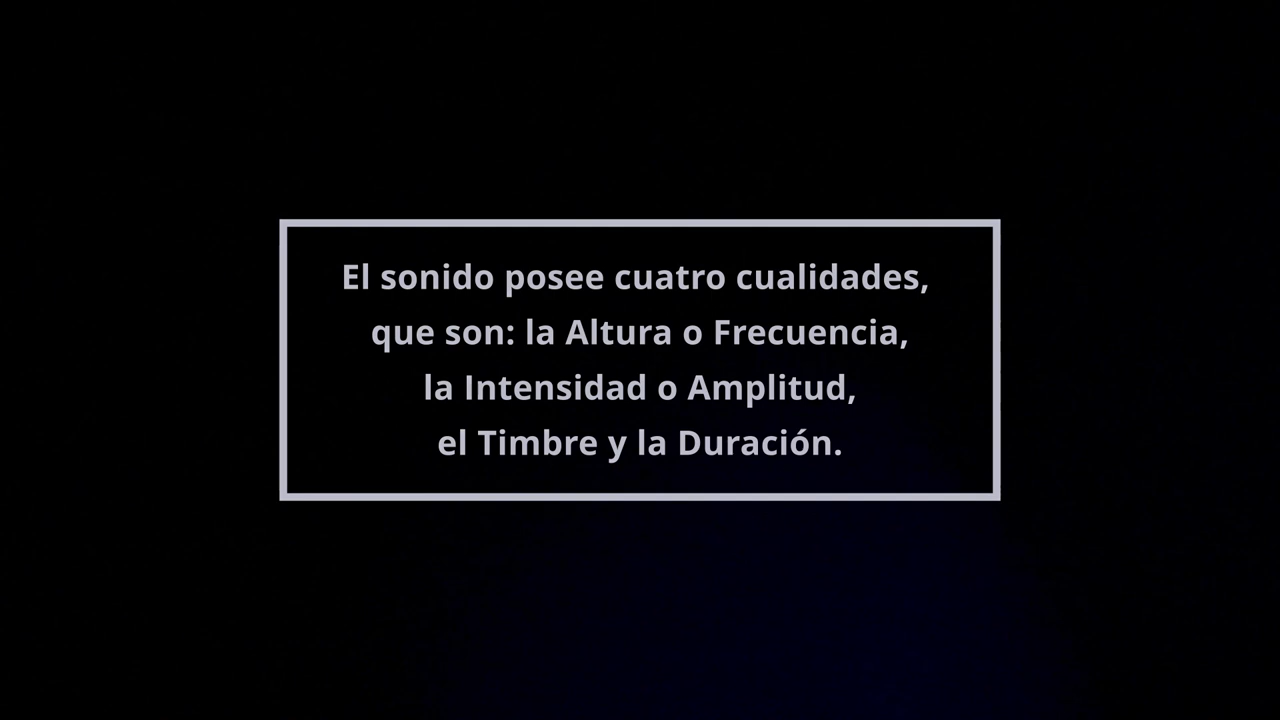 El sonido posee cuatro cualidades,
que son: la Altura o Frecuencia,
la Intensidad o Amplitud,
el Timbre y la Duración.